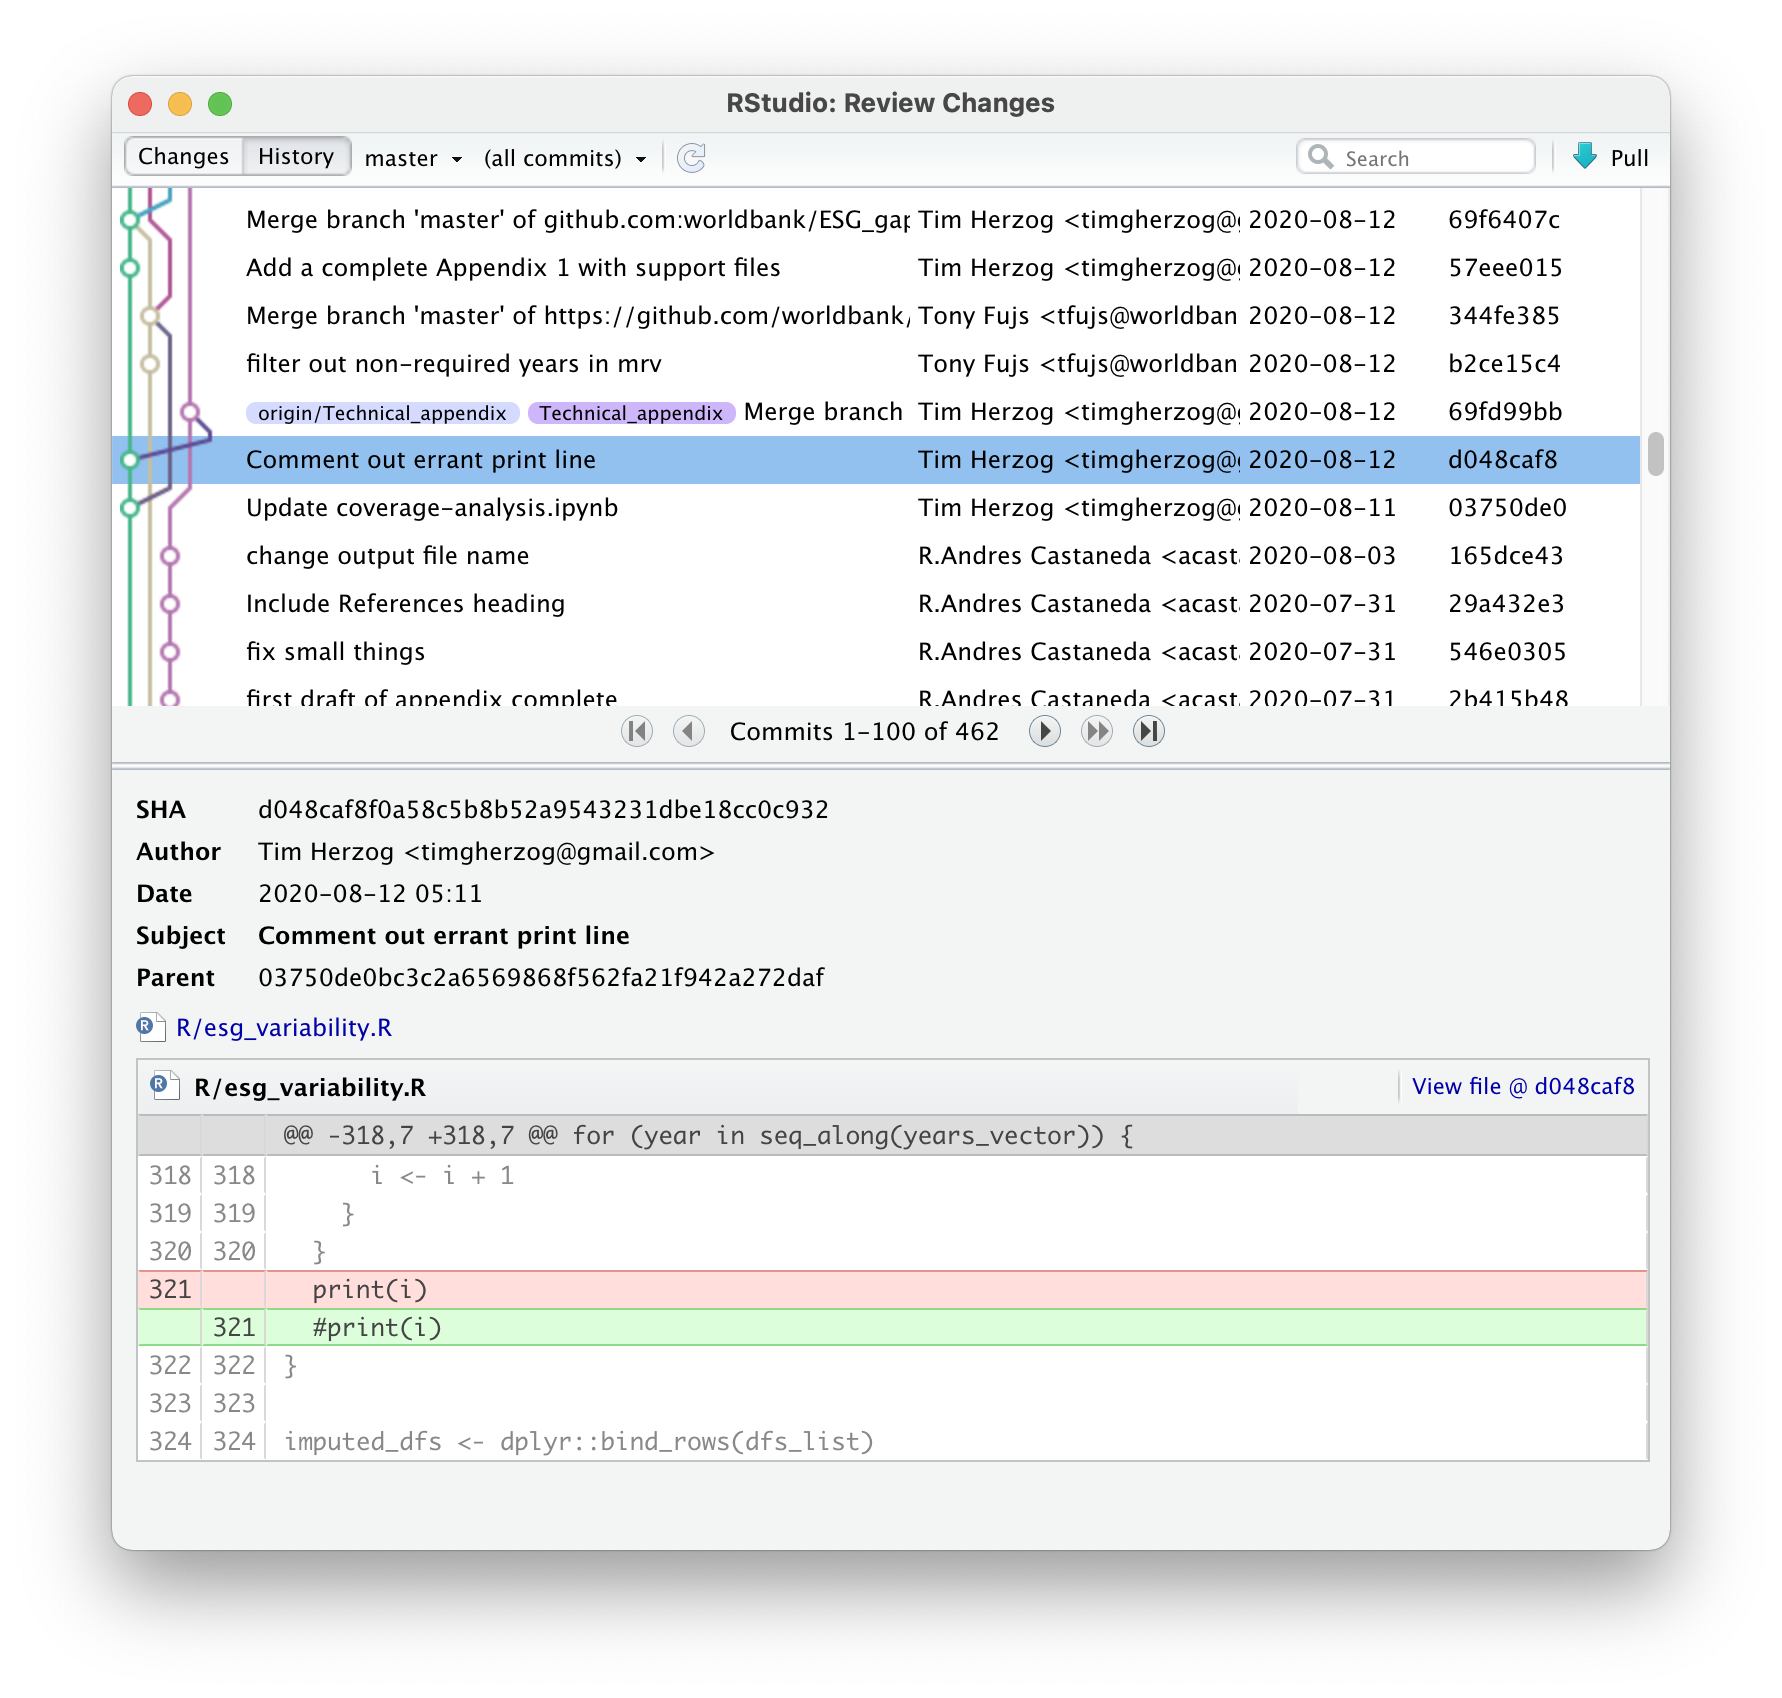 RStudio: Review Changes
Changes History master (all commits) Search Pull
Merge branch 'master' of github.com:worldbank/ESG_gap Tim Herzog <timgherzog@g 2020-08-12 69f6407c
Add a complete Appendix 1 with support files Tim Herzog <timgherzog@g 2020-08-12 57eee015
Merge branch 'master' of https://github.com/worldbank/ Tony Fujs <tfujs@worldban 2020-08-12 344fe385
filter out non-required years in mrv Tony Fujs <tfujs@worldban 2020-08-12 b2ce15c4
origin/Technical_appendix Technical_appendix Merge branch Tim Herzog <timgherzog@g 2020-08-12 69fd99bb
Comment out errant print line Tim Herzog <timgherzog@g 2020-08-12 d048caf8
Update coverage-analysis.ipynb Tim Herzog <timgherzog@g 2020-08-11 03750de0
change output file name R.Andres Castaneda <acast 2020-08-03 165dce43
Include References heading R.Andres Castaneda <acast 2020-07-31 29a432e3
fix small things R.Andres Castaneda <acast 2020-07-31 546e0305
first draft of appendix complete R.Andres Castaneda <acast 2020-07-31 2b415b48
Commits 1-100 of 462
SHA d048caf8f0a58c5b8b52a9543231dbe18cc0c932
Author Tim Herzog <timgherzog@gmail.com>
Date 2020-08-12 05:11
Subject Comment out errant print line
Parent 03750de0bc3c2a6569868f562fa21f942a272daf
R/esg_variability.R
R/esg_variability.R View file @ d048caf8
@@ -318,7 +318,7 @@ for (year in seq_along(years_vector)) {
318 318 i <- i + 1
319 319 }
320 320 }
321 print(i)
321 #print(i)
322 322 }
323 323
324 324 imputed_dfs <- dplyr::bind_rows(dfs_list)